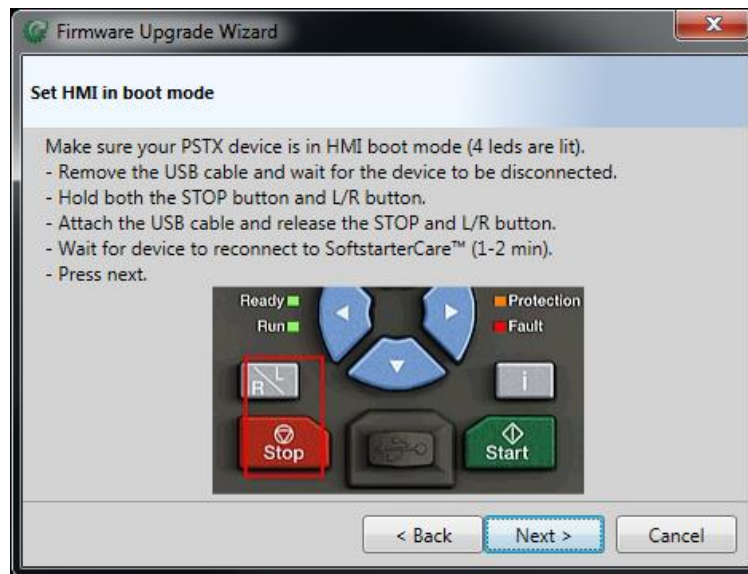 Firmware Upgrade Wizard
Set HMI in boot mode
Make sure your PSTX device is in HMI boot mode (4 leds are lit).
- Remove the USB cable and wait for the device to be disconnected.
- Hold both the STOP button and L/R button.
- Attach the USB cable and release the STOP and L/R button.
- Wait for device to reconnect to SoftstarterCare™ (1-2 min).
- Press next.
Ready
Protection
Run
Fault
R L
i
Stop
Start
< Back
Next >
Cancel